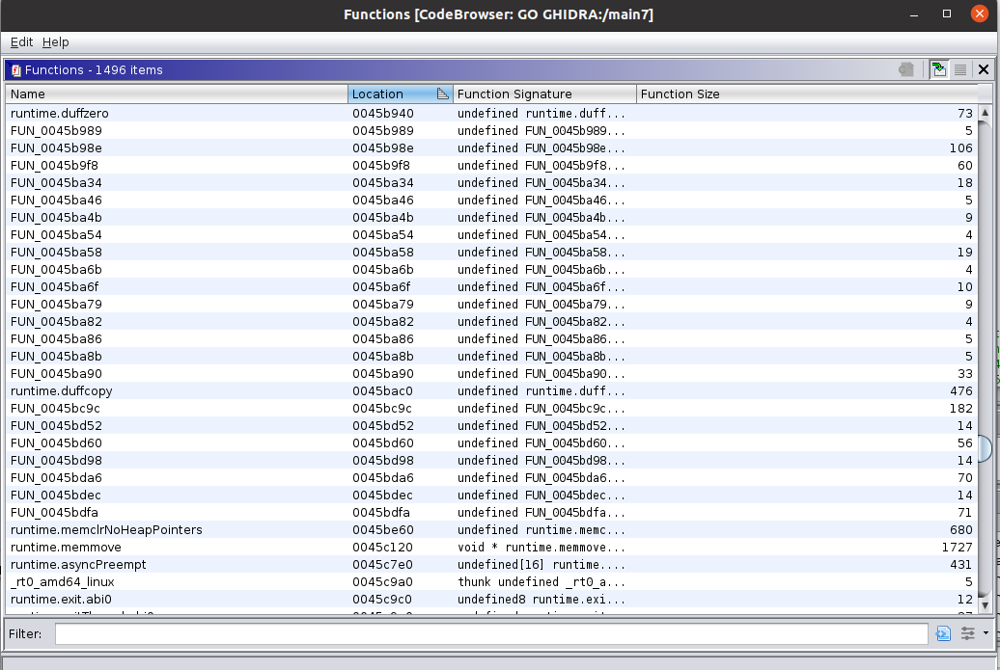 Functions [CodeBrowser: GO GHIDRA:/main7]
Edit Help
Functions - 1496 items
Name Location Function Signature Function Size
runtime.duffzero 0045b940 undefined runtime.duff... 73
FUN_0045b989 0045b989 undefined FUN_0045b989... 5
FUN_0045b98e 0045b98e undefined FUN_0045b98e... 106
FUN_0045b9f8 0045b9f8 undefined FUN_0045b9f8... 60
FUN_0045ba34 0045ba34 undefined FUN_0045ba34... 18
FUN_0045ba46 0045ba46 undefined FUN_0045ba46... 5
FUN_0045ba4b 0045ba4b undefined FUN_0045ba4b... 9
FUN_0045ba54 0045ba54 undefined FUN_0045ba54... 4
FUN_0045ba58 0045ba58 undefined FUN_0045ba58... 19
FUN_0045ba6b 0045ba6b undefined FUN_0045ba6b... 4
FUN_0045ba6f 0045ba6f undefined FUN_0045ba6f... 10
FUN_0045ba79 0045ba79 undefined FUN_0045ba79... 9
FUN_0045ba82 0045ba82 undefined FUN_0045ba82... 4
FUN_0045ba86 0045ba86 undefined FUN_0045ba86... 5
FUN_0045ba8b 0045ba8b undefined FUN_0045ba8b... 5
FUN_0045ba90 0045ba90 undefined FUN_0045ba90... 33
runtime.duffcopy 0045bac0 undefined runtime.duff... 476
FUN_0045bc9c 0045bc9c undefined FUN_0045bc9c... 182
FUN_0045bd52 0045bd52 undefined FUN_0045bd52... 14
FUN_0045bd60 0045bd60 undefined FUN_0045bd60... 56
FUN_0045bd98 0045bd98 undefined FUN_0045bd98... 14
FUN_0045bda6 0045bda6 undefined FUN_0045bda6... 70
FUN_0045bdec 0045bdec undefined FUN_0045bdec... 14
FUN_0045bdfa 0045bdfa undefined FUN_0045bdfa... 71
runtime.memclrNoHeapPointers 0045be60 undefined runtime.memc... 680
runtime.memmove 0045c120 void * runtime.memmove... 1727
runtime.asyncPreempt 0045c7e0 undefined[16] runtime.... 431
_rt0_amd64_linux 0045c9a0 thunk undefined _rt0_a... 5
runtime.exit.abi0 0045c9c0 undefined8 runtime.exi... 12
Filter: